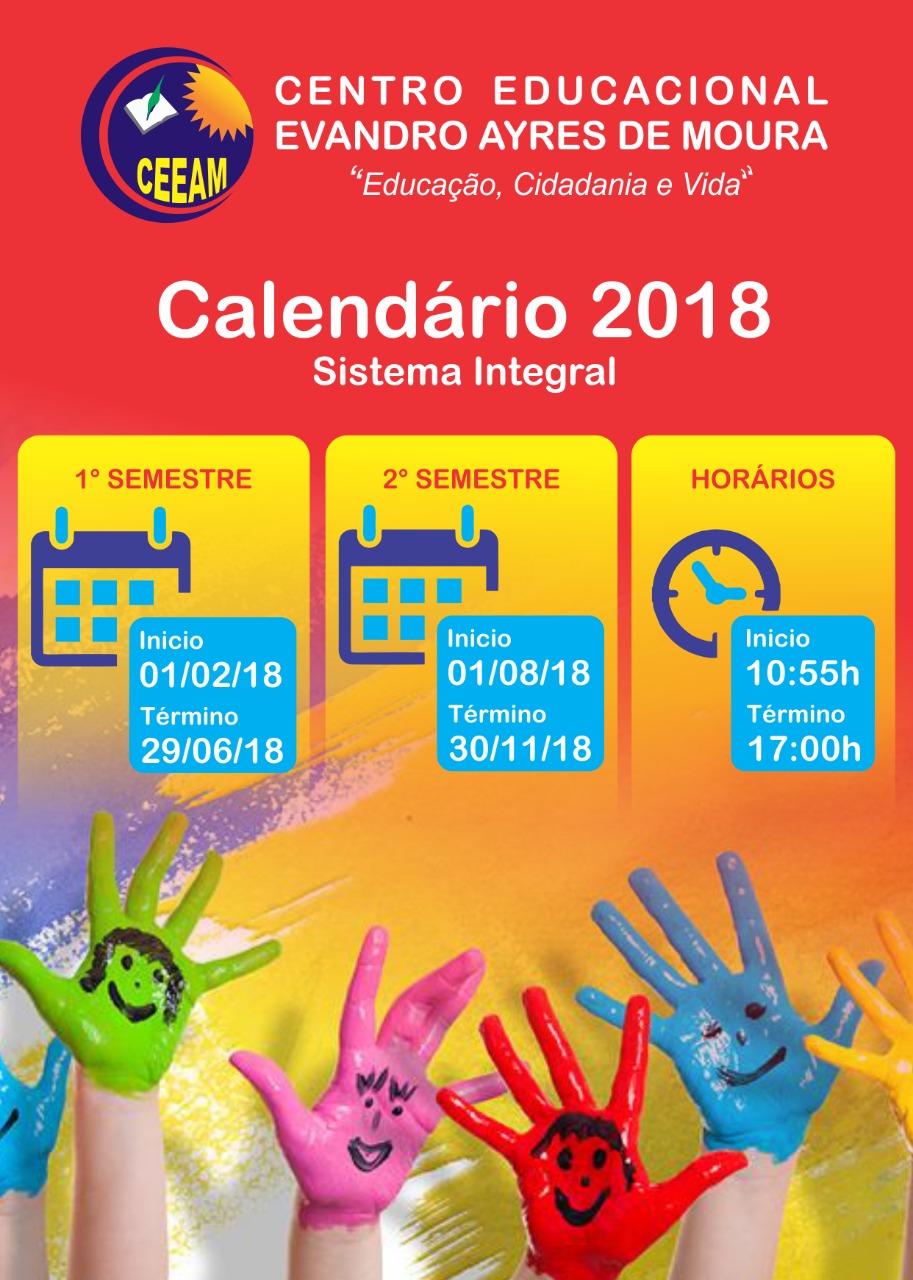 CEEAM
CENTRO EDUCACIONAL
EVANDRO AYRES DE MOURA
“Educação, Cidadania e Vida”
Calendário 2018
Sistema Integral
1° SEMESTRE
Inicio
01/02/18
Término
29/06/18
2° SEMESTRE
Inicio
01/08/18
Término
30/11/18
HORÁRIOS
Inicio
10:55h
Término
17:00h